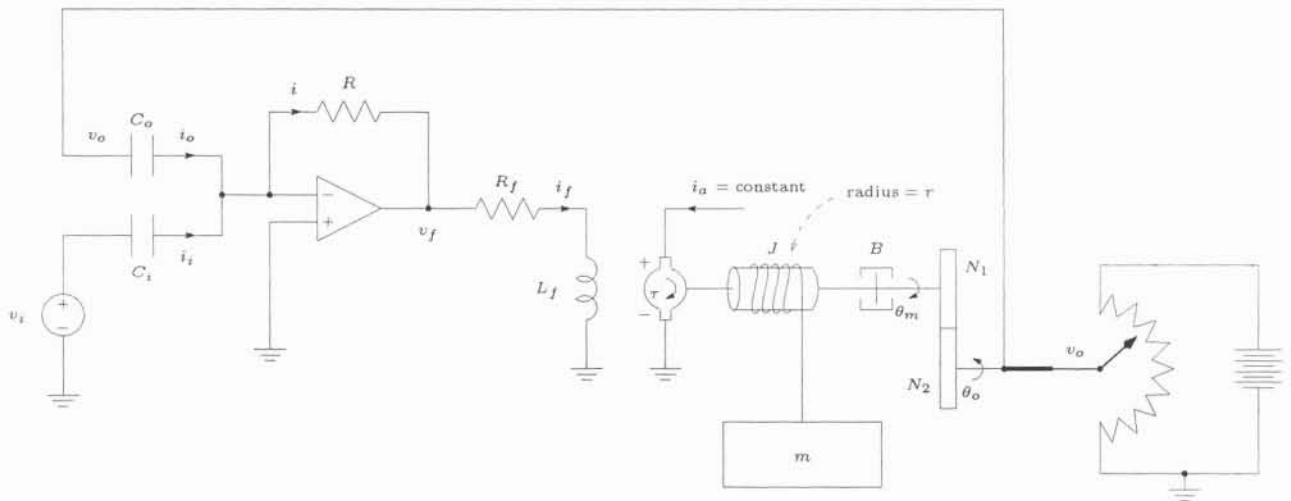 i
R
C_o
v_o
i_o
R_f
i_f
i_a = constant
radius = r
−
+
v_f
C_i
i_i
J
B
N_1
+
τ
−
L_f
θ_m
v_i
+
−
v_o
N_2
θ_o
m